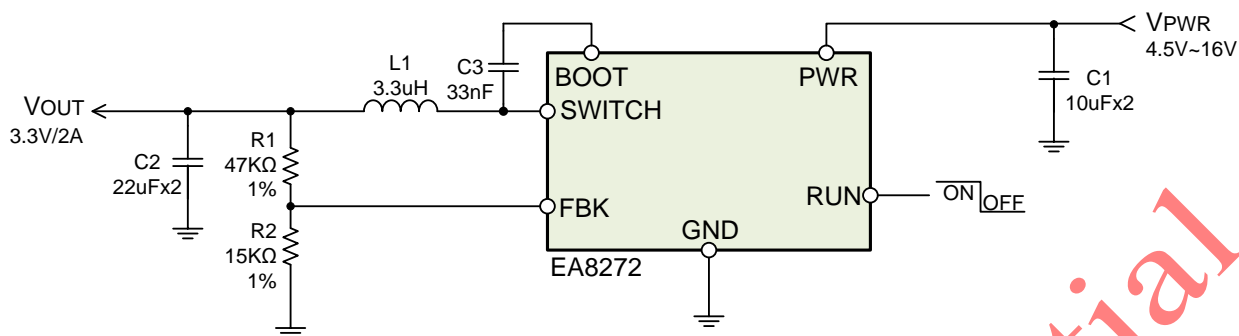 VPWR
4.5V~16V
C1
10uFx2
BOOT
PWR
C3
33nF
L1
3.3uH
SWITCH
VOUT
3.3V/2A
C2
22uFx2
R1
47KΩ
1%
FBK
RUN
ON
OFF
R2
15KΩ
1%
GND
EA8272
tial